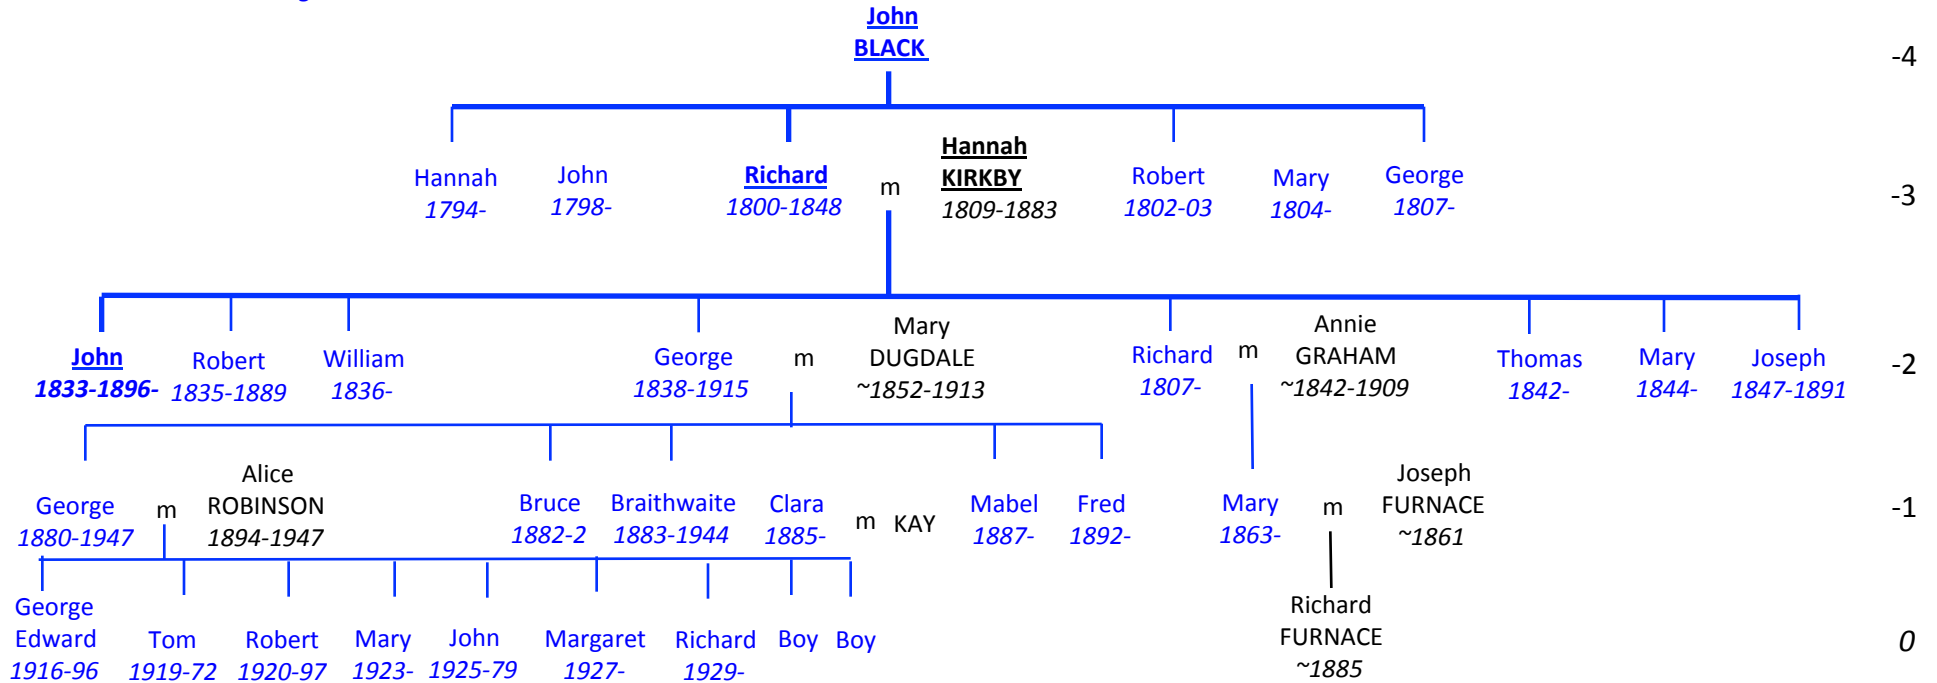 John
BLACK
-4
Hannah
1794-
John
1798-
Richard
1800-1848
m
Hannah
KIRKBY
1809-1883
Robert
1802-03
Mary
1804-
George
1807-
-3
John
1833-1896-
Robert
1835-1889
William
1836-
George
1838-1915
m
Mary
DUGDALE
~1852-1913
Richard
1807-
m
Annie
GRAHAM
~1842-1909
Thomas
1842-
Mary
1844-
Joseph
1847-1891
-2
George
1880-1947
m
Alice
ROBINSON
1894-1947
Bruce
1882-2
Braithwaite
1883-1944
Clara
1885-
m KAY
Mabel
1887-
Fred
1892-
Mary
1863-
m
Joseph
FURNACE
~1861
-1
George
Edward
1916-96
Tom
1919-72
Robert
1920-97
Mary
1923-
John
1925-79
Margaret
1927-
Richard
1929-
Boy
Boy
Richard
FURNACE
~1885
0